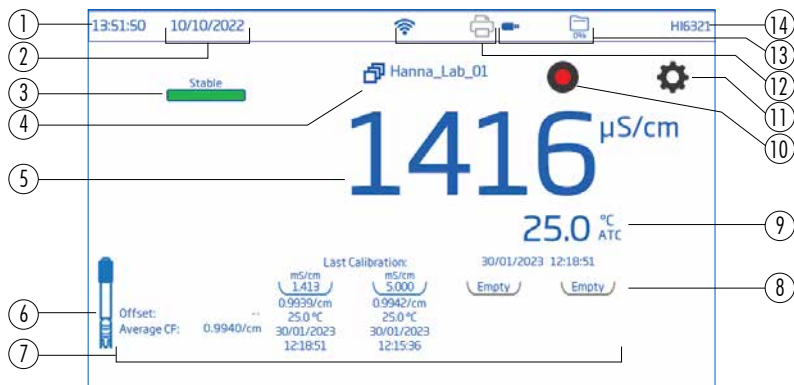 1 13:51:50 10/10/2022 HI6321 14
0%
2 13
3 Stable Hanna_Lab_01 12
4 11
1416 µS/cm
10
5
25.0 °C ATC 9
Last Calibration: 30/01/2023 12:18:51
mS/cm mS/cm
1.413 5.000 Empty Empty 8
6 Offset: -- 0.9939/cm 0.9942/cm
Average CF: 0.9940/cm 25.0 °C 25.0 °C
30/01/2023 30/01/2023
7 12:18:51 12:15:36